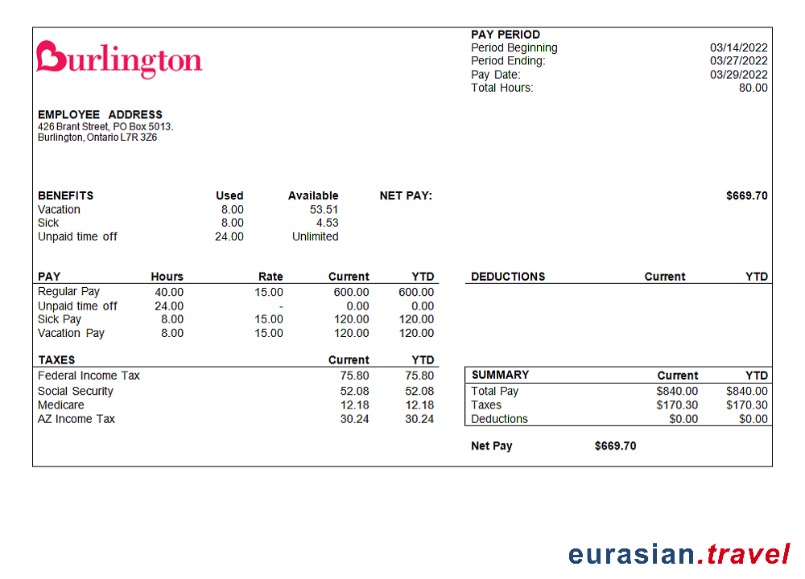 Burlington
PAY PERIOD
Period Beginning 03/14/2022
Period Ending: 03/27/2022
Pay Date: 03/29/2022
Total Hours: 80.00
EMPLOYEE ADDRESS
426 Brant Street, PO Box 5013.
Burlington, Ontario L7R 3Z6
BENEFITS Used Available NET PAY: $669.70
Vacation 8.00 53.51
Sick 8.00 4.53
Unpaid time off 24.00 Unlimited
PAY Hours Rate Current YTD DEDUCTIONS Current YTD
Regular Pay 40.00 15.00 600.00 600.00
Unpaid time off 24.00 - 0.00 0.00
Sick Pay 8.00 15.00 120.00 120.00
Vacation Pay 8.00 15.00 120.00 120.00
TAXES Current YTD
Federal Income Tax 75.80 75.80
Social Security 52.08 52.08
Medicare 12.18 12.18
AZ Income Tax 30.24 30.24
SUMMARY Current YTD
Total Pay $840.00 $840.00
Taxes $170.30 $170.30
Deductions $0.00 $0.00
Net Pay $669.70
eurasian.travel